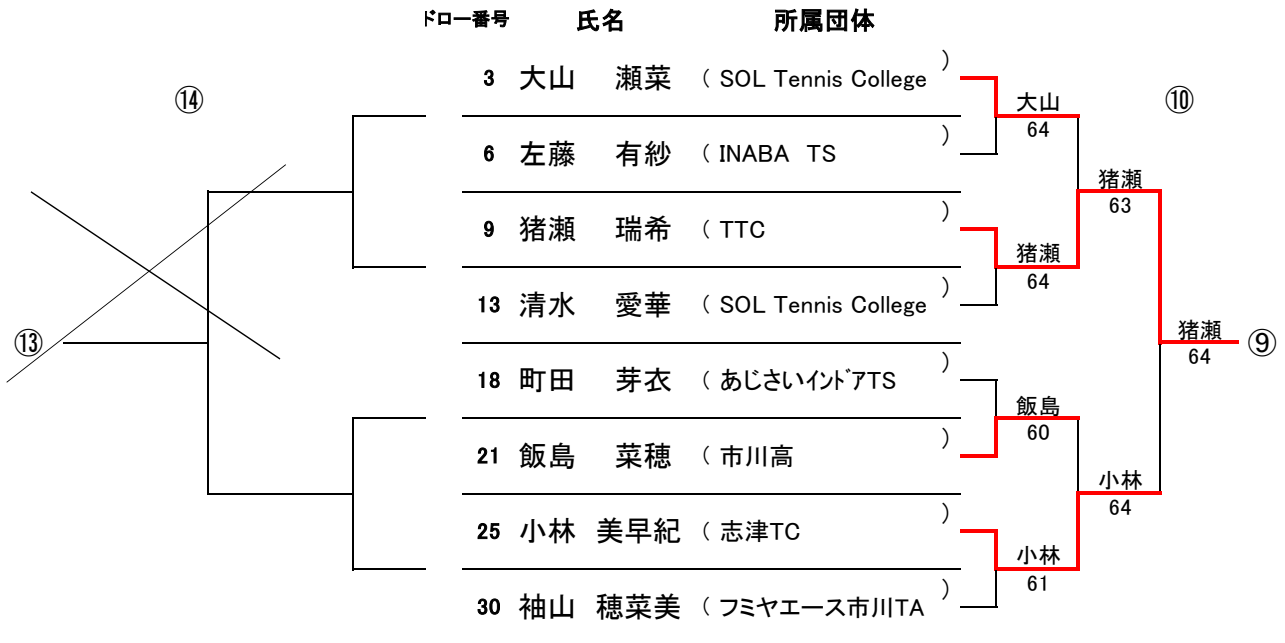 ドロー番号 氏名 所属団体
3 大山 瀬菜 ( SOL Tennis College )
⑭
⑩
大山
64
6 左藤 有紗 ( INABA TS )
猪瀬
63
9 猪瀬 瑞希 ( TTC )
猪瀬
64
13 清水 愛華 ( SOL Tennis College )
⑬
猪瀬
64
⑨
18 町田 芽衣 ( あじさいインドアTS )
飯島
60
21 飯島 菜穂 ( 市川高 )
小林
64
25 小林 美早紀 ( 志津TC )
小林
61
30 袖山 穂菜美 ( フミヤエース市川TA )